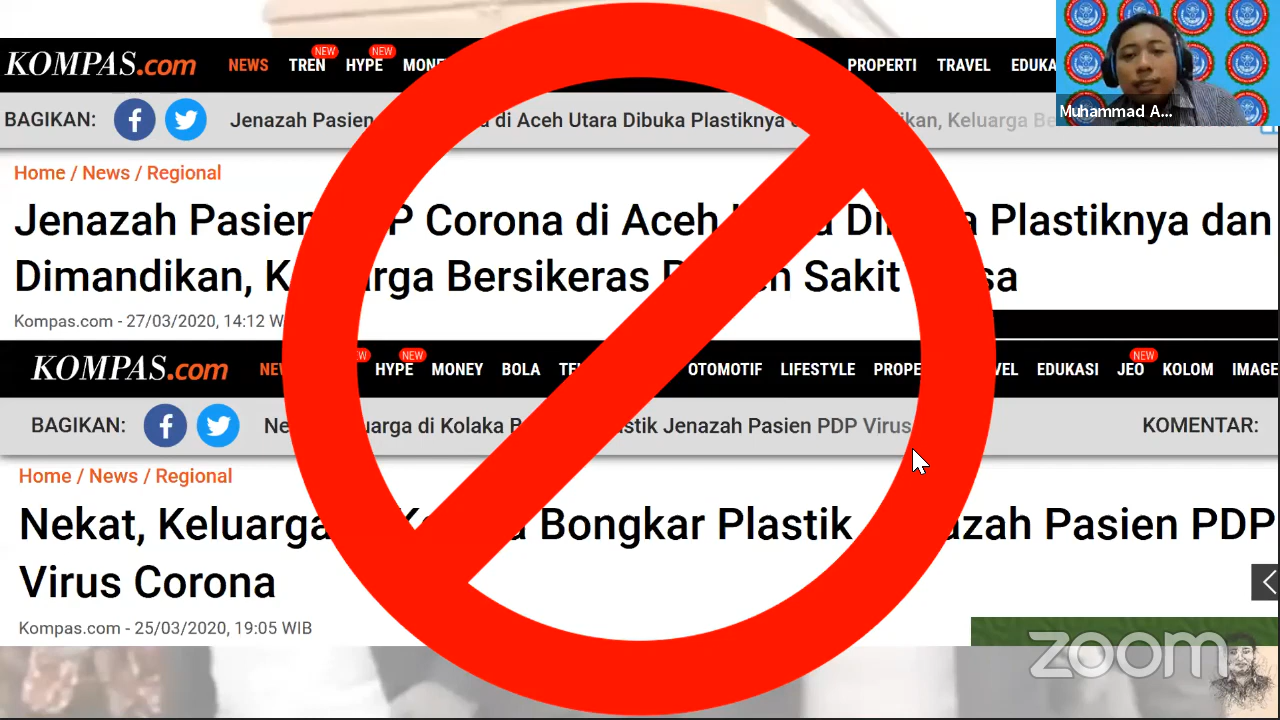 KOMPAS.com NEWS TREN NEW HYPE NEW PROPERTI TRAVEL
BAGIKAN: Jenazah Pasien di Aceh Utara Dibuka Plastiknya Keluarga
Muhammad A...
Home / News / Regional
Jenazah Pasien Corona di Aceh Plastiknya dan
Dimandikan, Bersikeras Sakit
Kompas.com - 27/03/2020, 14:12
KOMPAS.com HYPE NEW MONEY BOLA OTOMOTIF LIFESTYLE EDUKASI JEO NEW KOLOM IMAGE
BAGIKAN: di Kolaka Jenazah Pasien PDP Virus KOMENTAR:
Home / News / Regional
Nekat, Keluarga Bongkar Plastik Pasien PDP
Virus Corona
Kompas.com - 25/03/2020, 19:05 WIB
zoom